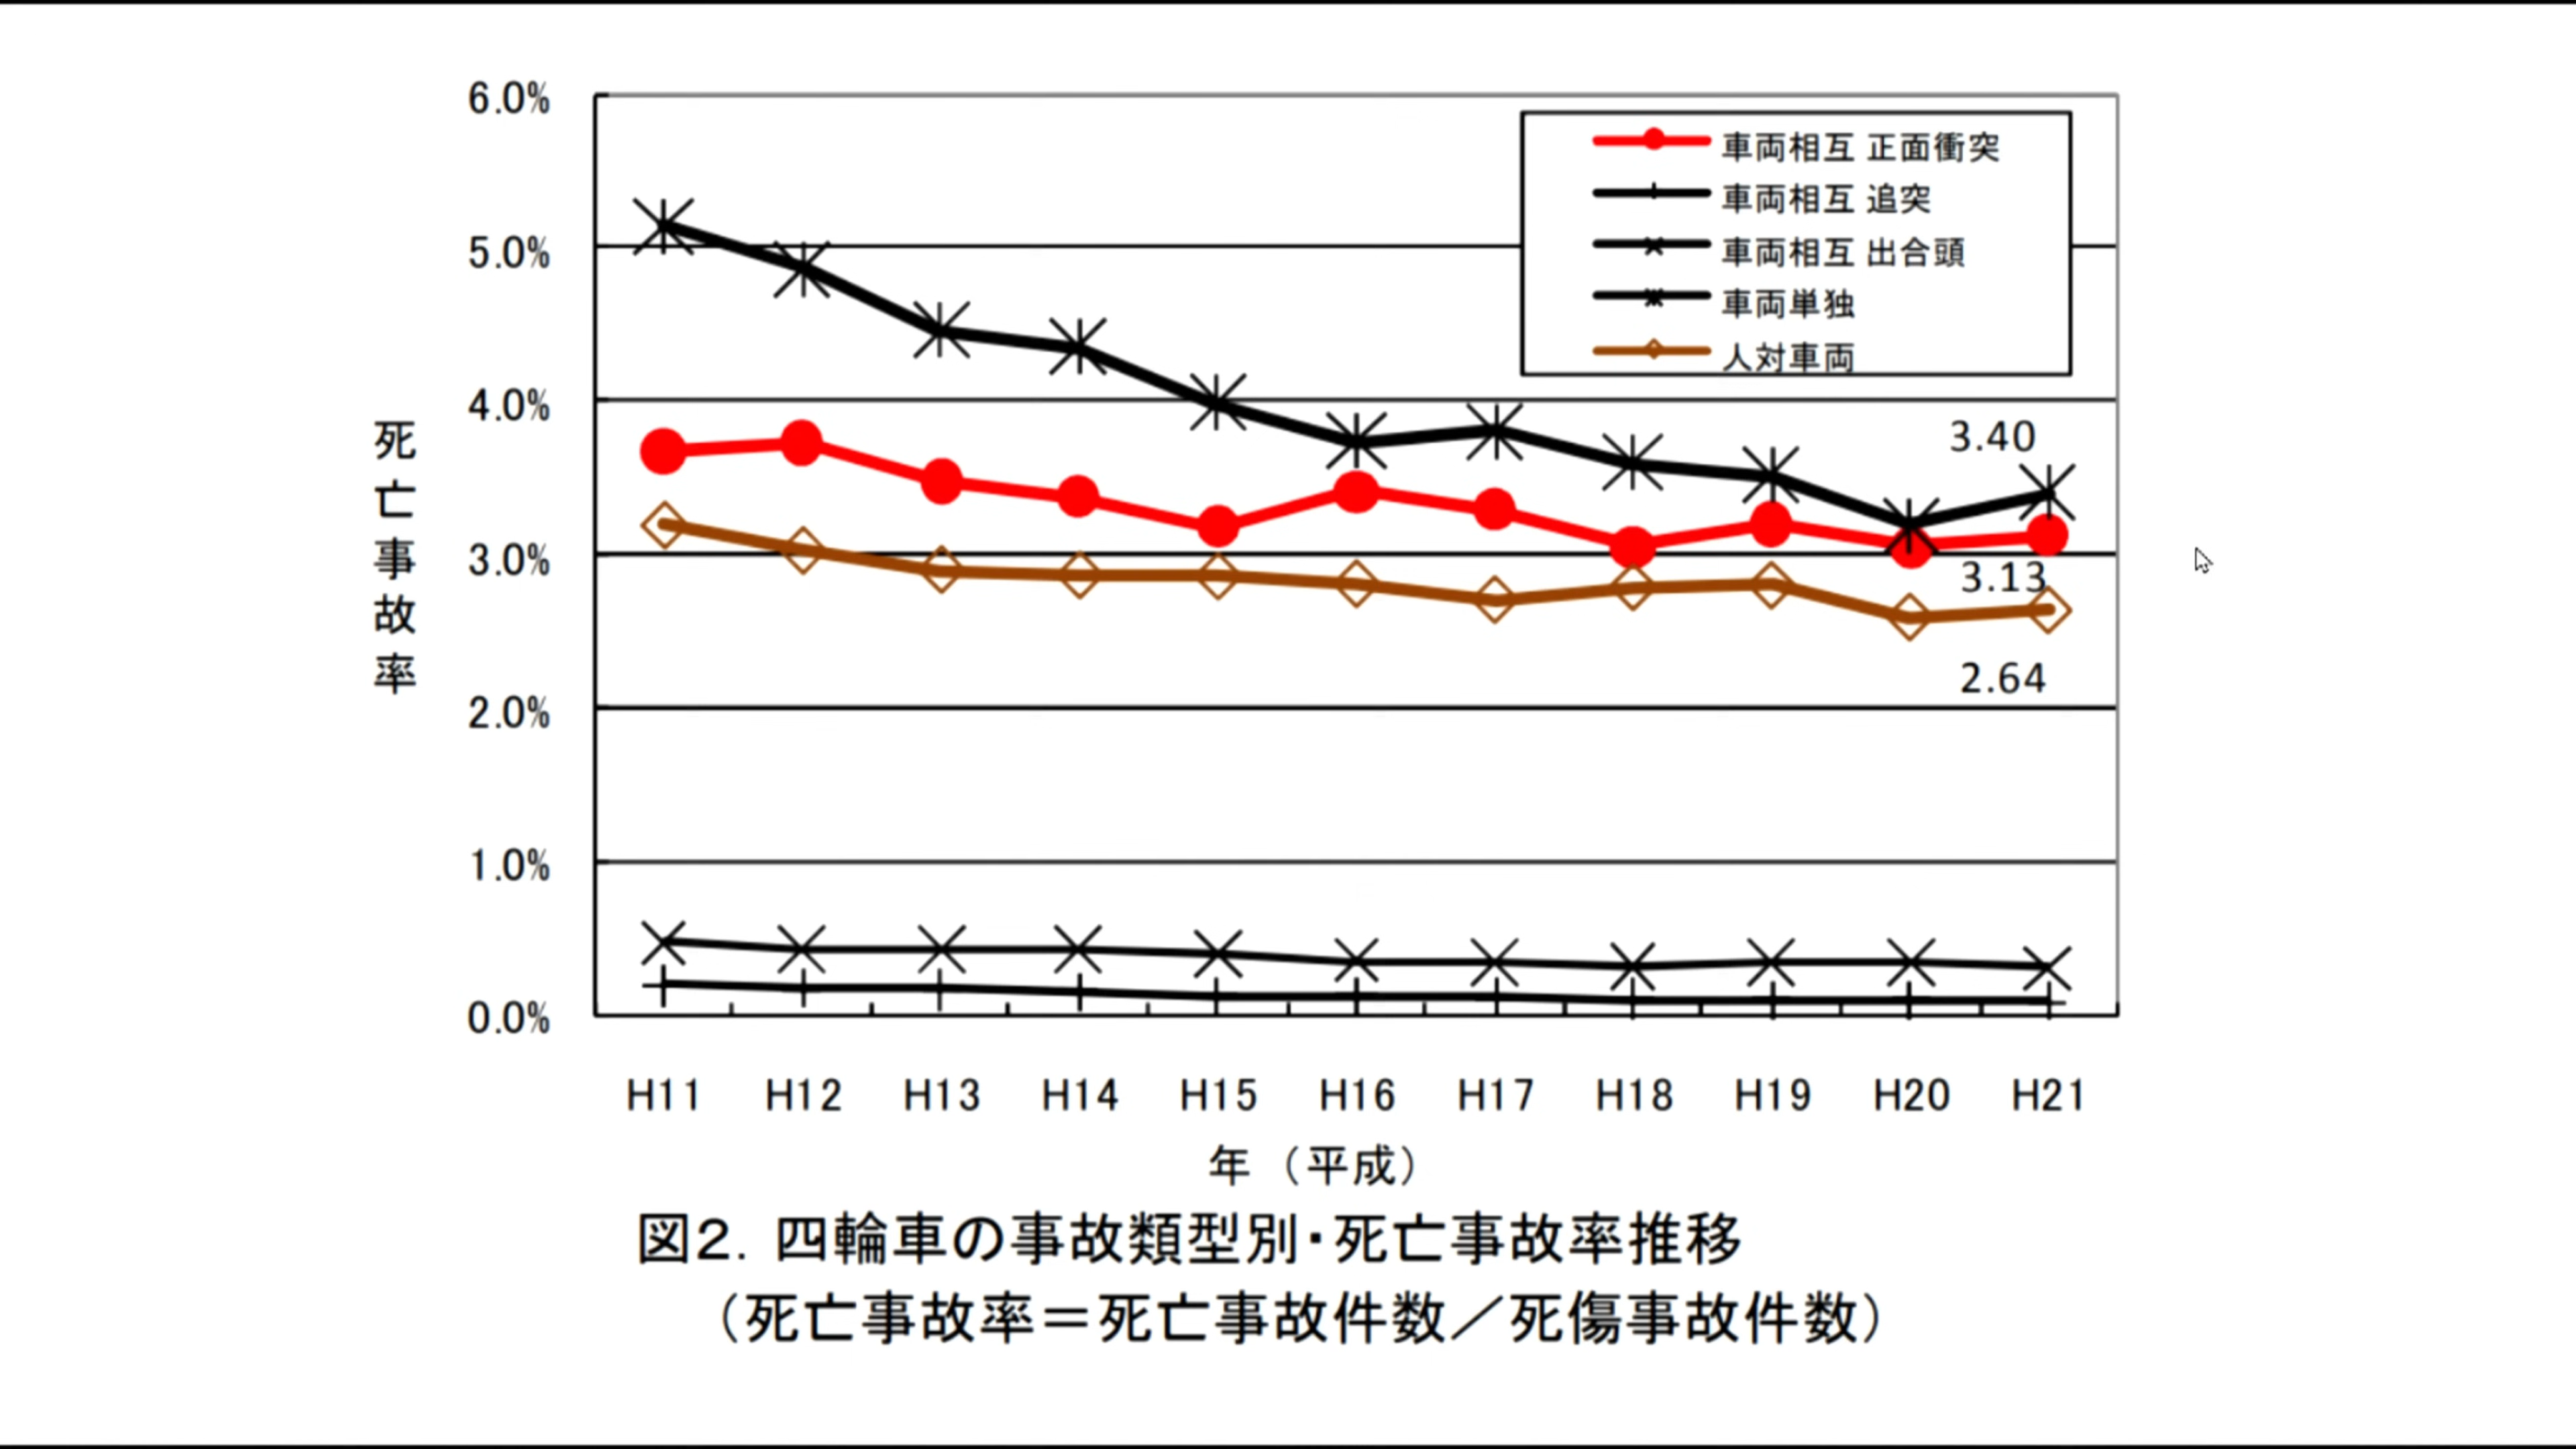 6.0%
5.0%
4.0%
3.0%
2.0%
1.0%
0.0%
死亡事故率
車両相互 正面衝突
車両相互 追突
車両相互 出合頭
車両単独
人対車両
3.40
3.13
2.64
H11 H12 H13 H14 H15 H16 H17 H18 H19 H20 H21
年（平成）
図2. 四輪車の事故類型別・死亡事故率推移
（死亡事故率＝死亡事故件数／死傷事故件数）